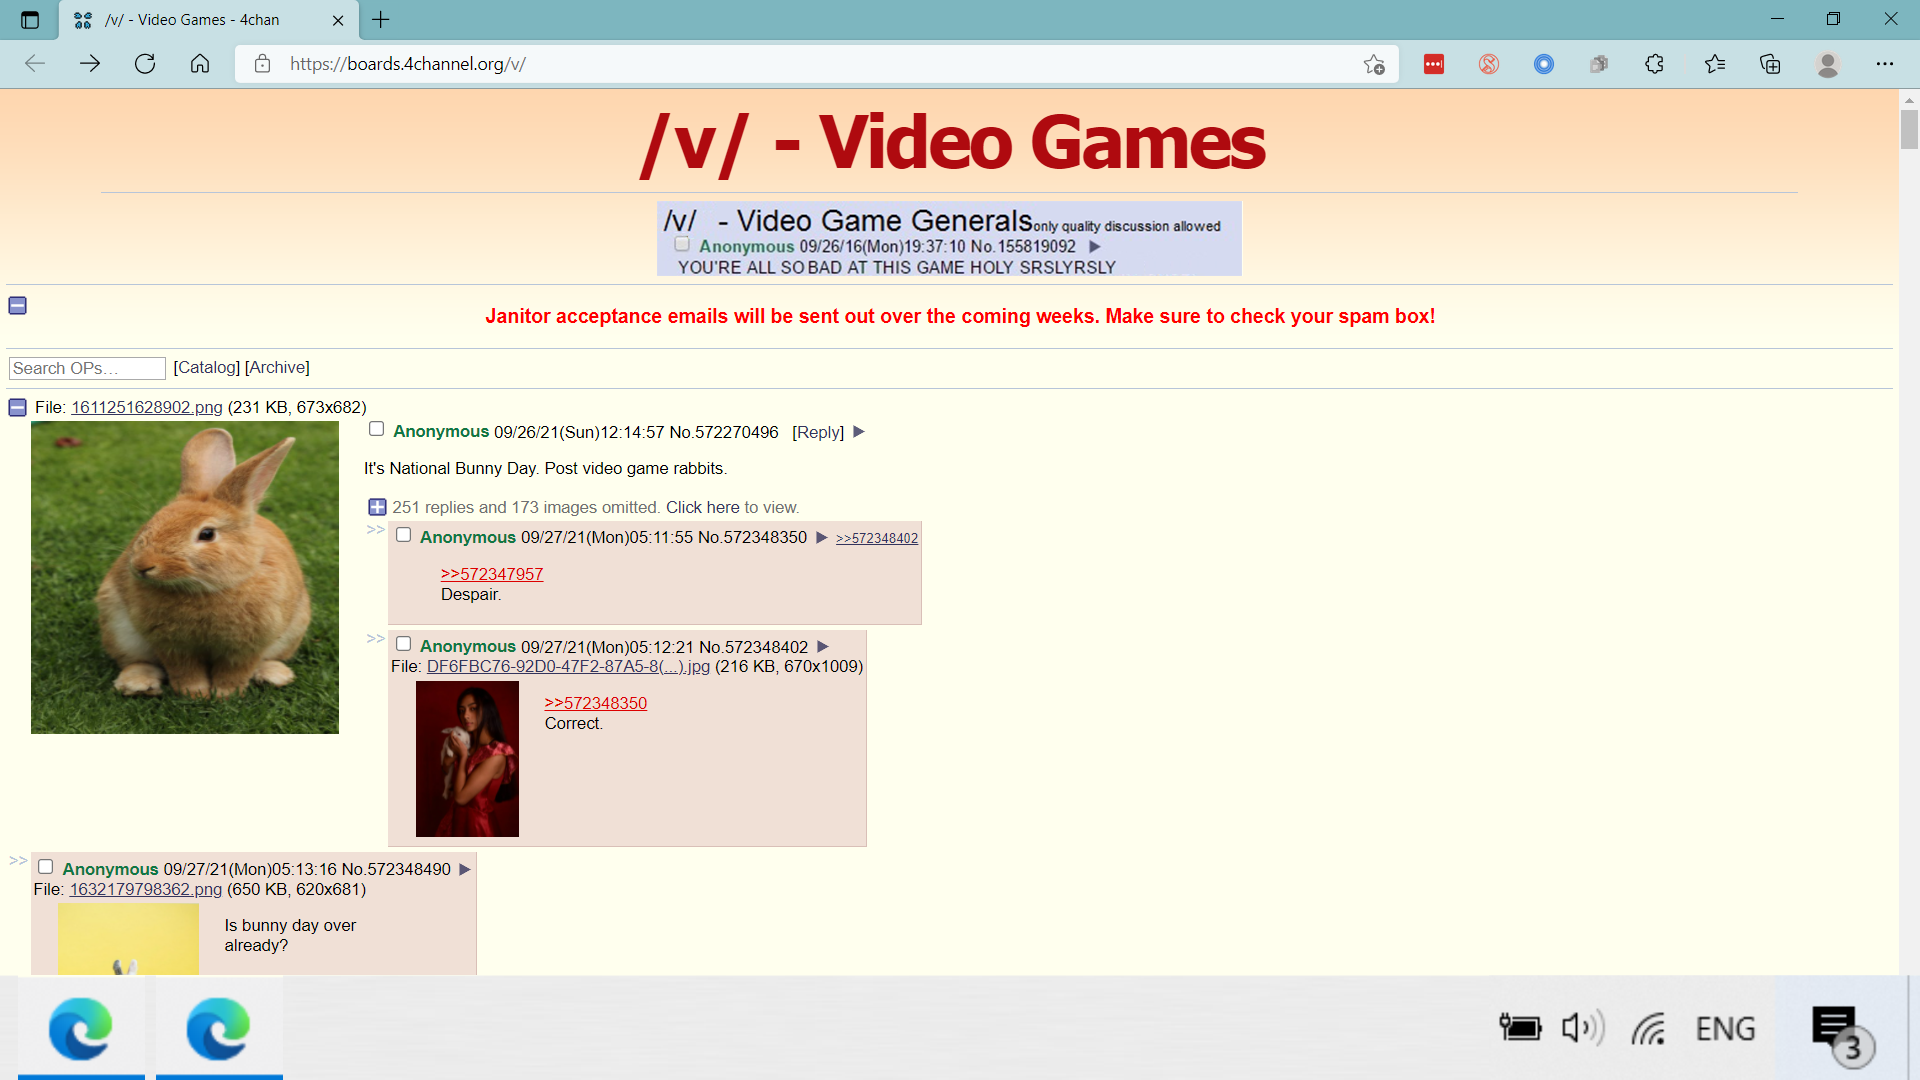 /v/ - Video Games - 4chan
https://boards.4channel.org/v/
/v/ - Video Games
/v/ - Video Game Generals only quality discussion allowed
Anonymous 09/26/16(Mon)19:37:10 No.155819092 ▶
YOU'RE ALL SO BAD AT THIS GAME HOLY SRSLYRSLY
Janitor acceptance emails will be sent out over the coming weeks. Make sure to check your spam box!
Search OPs… [Catalog] [Archive]
File: 1611251628902.png (231 KB, 673x682)
Anonymous 09/26/21(Sun)12:14:57 No.572270496 [Reply] ▶
It's National Bunny Day. Post video game rabbits.
251 replies and 173 images omitted. Click here to view.
>> Anonymous 09/27/21(Mon)05:11:55 No.572348350 ▶ >>572348402
>>572347957
Despair.
>> Anonymous 09/27/21(Mon)05:12:21 No.572348402 ▶
File: DF6FBC76-92D0-47F2-87A5-8(...).jpg (216 KB, 670x1009)
>>572348350
Correct.
>> Anonymous 09/27/21(Mon)05:13:16 No.572348490 ▶
File: 1632179798362.png (650 KB, 620x681)
Is bunny day over
already?
ENG
3